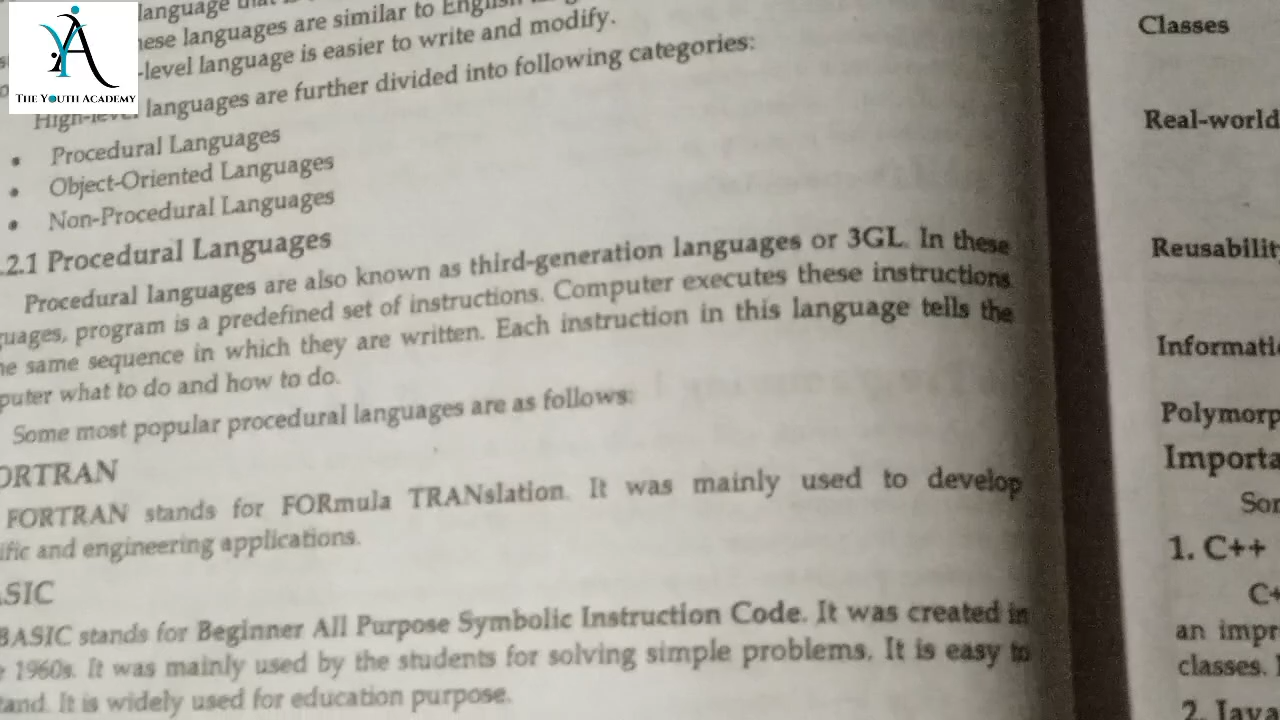 THE YOUTH ACADEMY
language
these languages are similar to English
-level language is easier to write and modify.
High-level languages are further divided into following categories:
• Procedural Languages
• Object-Oriented Languages
• Non-Procedural Languages
.2.1 Procedural Languages
Procedural languages are also known as third-generation languages or 3GL. In these
guages, program is a predefined set of instructions. Computer executes these instructions
he same sequence in which they are written. Each instruction in this language tells the
puter what to do and how to do.
Some most popular procedural languages are as follows:
ORTRAN
FORTRAN stands for FORmula TRANslation. It was mainly used to develop
ific and engineering applications.
ASIC
BASIC stands for Beginner All Purpose Symbolic Instruction Code. It was created in
e 1960s. It was mainly used by the students for solving simple problems. It is easy to
tand. It is widely used for education purpose.
Classes
Real-world
Reusability
Informatio
Polymorp
Importa
Son
1. C++
C+
an impr
classes.
2. Java